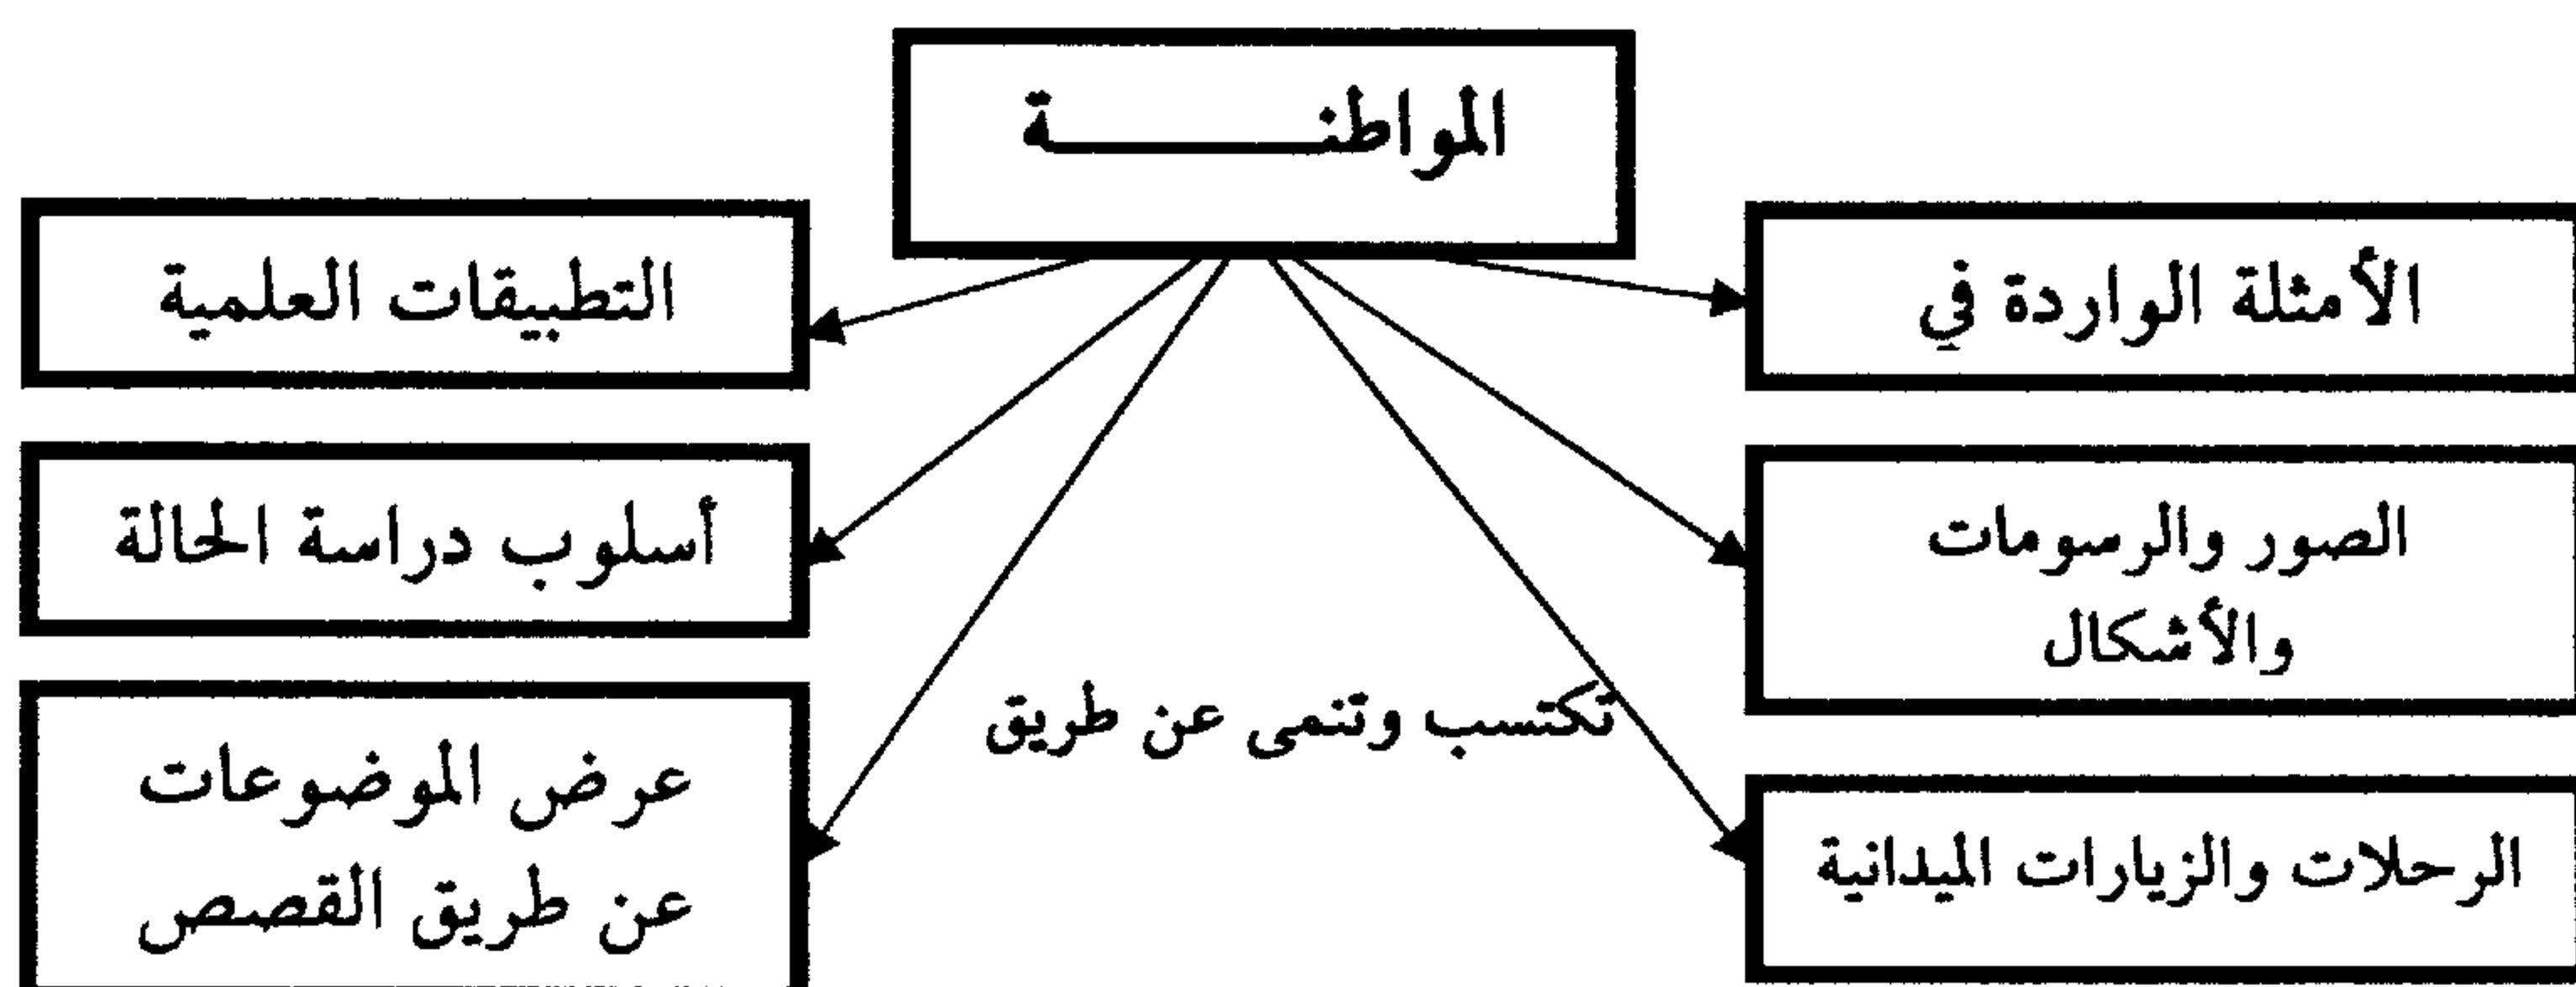 المواطنة
الأمثلة الواردة في
التطبيقات العلمية
الصور والرسومات
والأشكال
أسلوب دراسة الحالة
تكتسب وتنمى عن طريق
الرحلات والزيارات الميدانية
عرض الموضوعات
عن طريق القصص